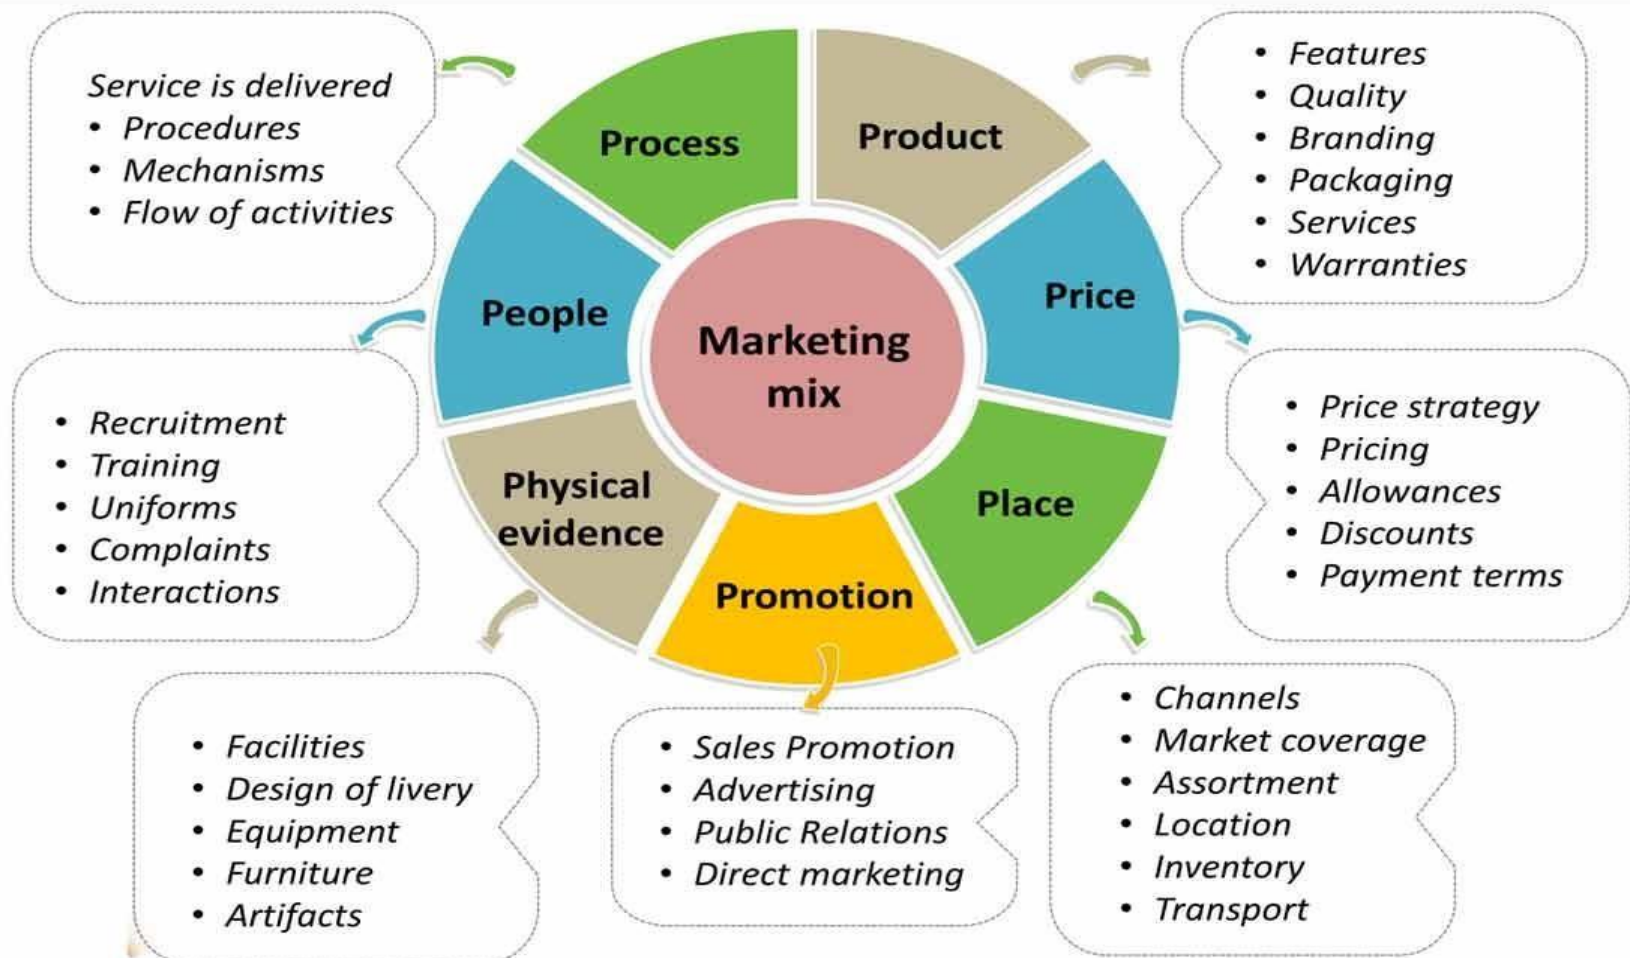 Marketing
mix
Product
• Features
• Quality
• Branding
• Packaging
• Services
• Warranties
Price
• Price strategy
• Pricing
• Allowances
• Discounts
• Payment terms
Place
• Channels
• Market coverage
• Assortment
• Location
• Inventory
• Transport
Promotion
• Sales Promotion
• Advertising
• Public Relations
• Direct marketing
Physical
evidence
• Facilities
• Design of livery
• Equipment
• Furniture
• Artifacts
People
• Recruitment
• Training
• Uniforms
• Complaints
• Interactions
Process
Service is delivered
• Procedures
• Mechanisms
• Flow of activities